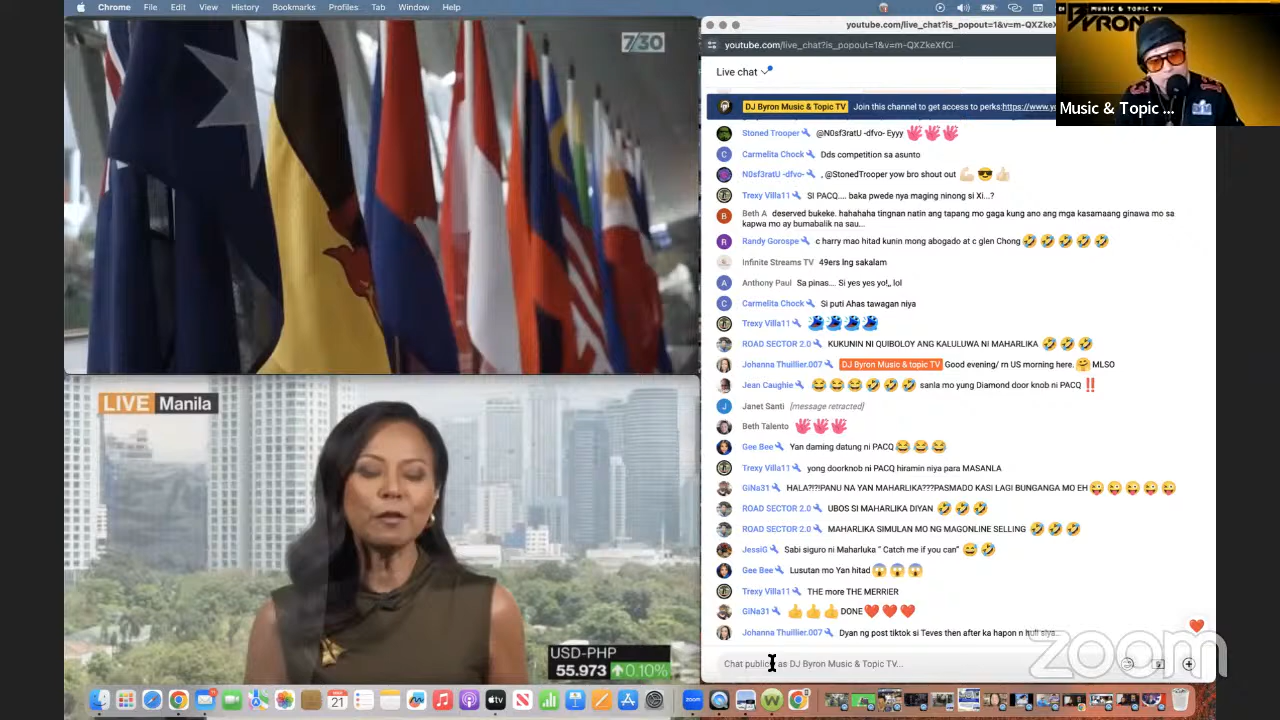 Chrome File Edit View History Bookmarks Profiles Tab Window Help
7/30
youtube.com/live_chat?is_popout=1&v=m-QXZke
youtube.com/live_chat?is_popout=1&v=m-QXZkeXfCI
MUSIC & TOPIC TV
BYRON
Music & Topic ...
Live chat
DJ Byron Music & Topic TV Join this channel to get access to perks:https://www.y
Stoned Trooper @N0sf3ratU -dfvo- Eyyy 👋👋👋
Carmelita Chock Dds competition sa asunto
N0sf3ratU -dfvo- , @StonedTrooper yow bro shout out 💪🏻😎👍🏻
Trexy Villa11 SI PACQ.... baka pwede nya maging ninong si Xi...?
Beth A deserved bukeke. hahahaha tingnan natin ang tapang mo gaga kung ano ang mga kasamaang ginawa mo sa
kapwa mo ay bumabalik na sau...
Randy Gorospe c harry mao hitad kunin mong abogado at c glen Chong 🤣🤣🤣🤣🤣
Infinite Streams TV 49ers lng sakalam
Anthony Paul Sa pinas.... Si yes yes yo!,, lol
Carmelita Chock Si puti Ahas tawagan niya
Trexy Villa11
ROAD SECTOR 2.0 KUKUNIN NI QUIBOLOY ANG KALULUWA NI MAHARLIKA 🤣🤣🤣
Johanna Thuillier.007 DJ Byron Music & topic TV Good evening/ rn US morning here. 🤗 MLSO
Jean Caughie 😂😂😂🤣🤣🤣 sanla mo yung Diamond door knob ni PACQ‼️
Janet Santi [message retracted]
Beth Talento 👋👋👋
Gee Bee Yan daming datung ni PACQ 😂😂😂
Trexy Villa11 yong doorknob ni PACQ hiramin niya para MASANLA
GiNa31 HALA?!?!PANU NA YAN MAHARLIKA???PASMADO KASI LAGI BUNGANGA MO EH 😜😜😜😜😜
ROAD SECTOR 2.0 UBOS SI MAHARLIKA DIYAN 🤣🤣🤣
ROAD SECTOR 2.0 MAHARLIKA SIMULAN MO NG MAGONLINE SELLING 🤣🤣🤣
JessiG Sabi siguro ni Maharluka " Catch me if you can" 😅🤣
Gee Bee Lusutan mo Yan hitad 😱😱😱
Trexy Villa11 THE more THE MERRIER
GiNa31 👍👍👍DONE❤️❤️❤️
Johanna Thuillier.007 Dyan ng post tiktok si Teves then after ka hapon n huli siya...
Chat publicly as DJ Byron Music & Topic TV...
LIVE Manila
USD-PHP
55.973 0.10%
zoom
JUN
21
zoom